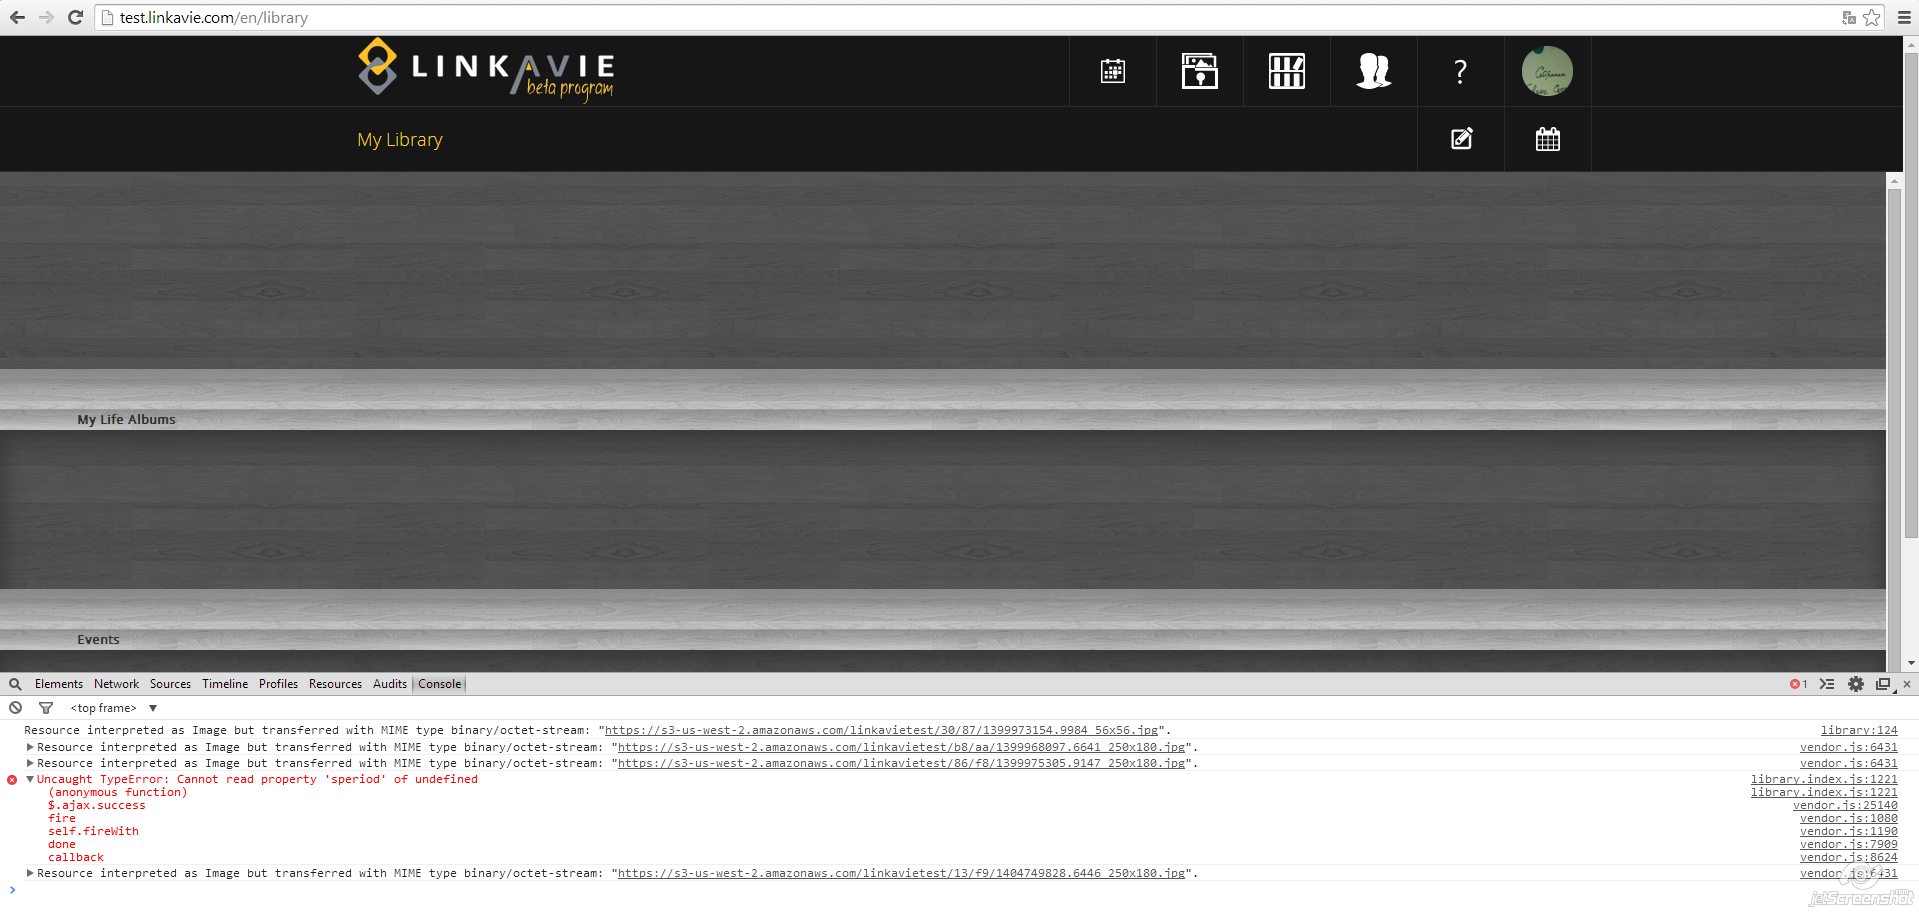 test.linkavie.com/en/library
LINKAVIE
beta program
?
My Library
My Life Albums
Events
Elements Network Sources Timeline Profiles Resources Audits Console 1
<top frame>
Resource interpreted as Image but transferred with MIME type binary/octet-stream: "https://s3-us-west-2.amazonaws.com/linkavietest/30/87/1399973154.9984_56x56.jpg". library:124
Resource interpreted as Image but transferred with MIME type binary/octet-stream: "https://s3-us-west-2.amazonaws.com/linkavietest/b8/aa/1399968097.6641_250x180.jpg". vendor.js:6431
Resource interpreted as Image but transferred with MIME type binary/octet-stream: "https://s3-us-west-2.amazonaws.com/linkavietest/86/f8/1399975305.9147_250x180.jpg". vendor.js:6431
Uncaught TypeError: Cannot read property 'speriod' of undefined library.index.js:1221
(anonymous function) library.index.js:1221
$.ajax.success vendor.js:25140
fire vendor.js:1080
self.fireWith vendor.js:1190
done vendor.js:7909
callback vendor.js:8624
Resource interpreted as Image but transferred with MIME type binary/octet-stream: "https://s3-us-west-2.amazonaws.com/linkavietest/13/f9/1404749828.6446_250x180.jpg". vendor.js:6431
jetScreenshot